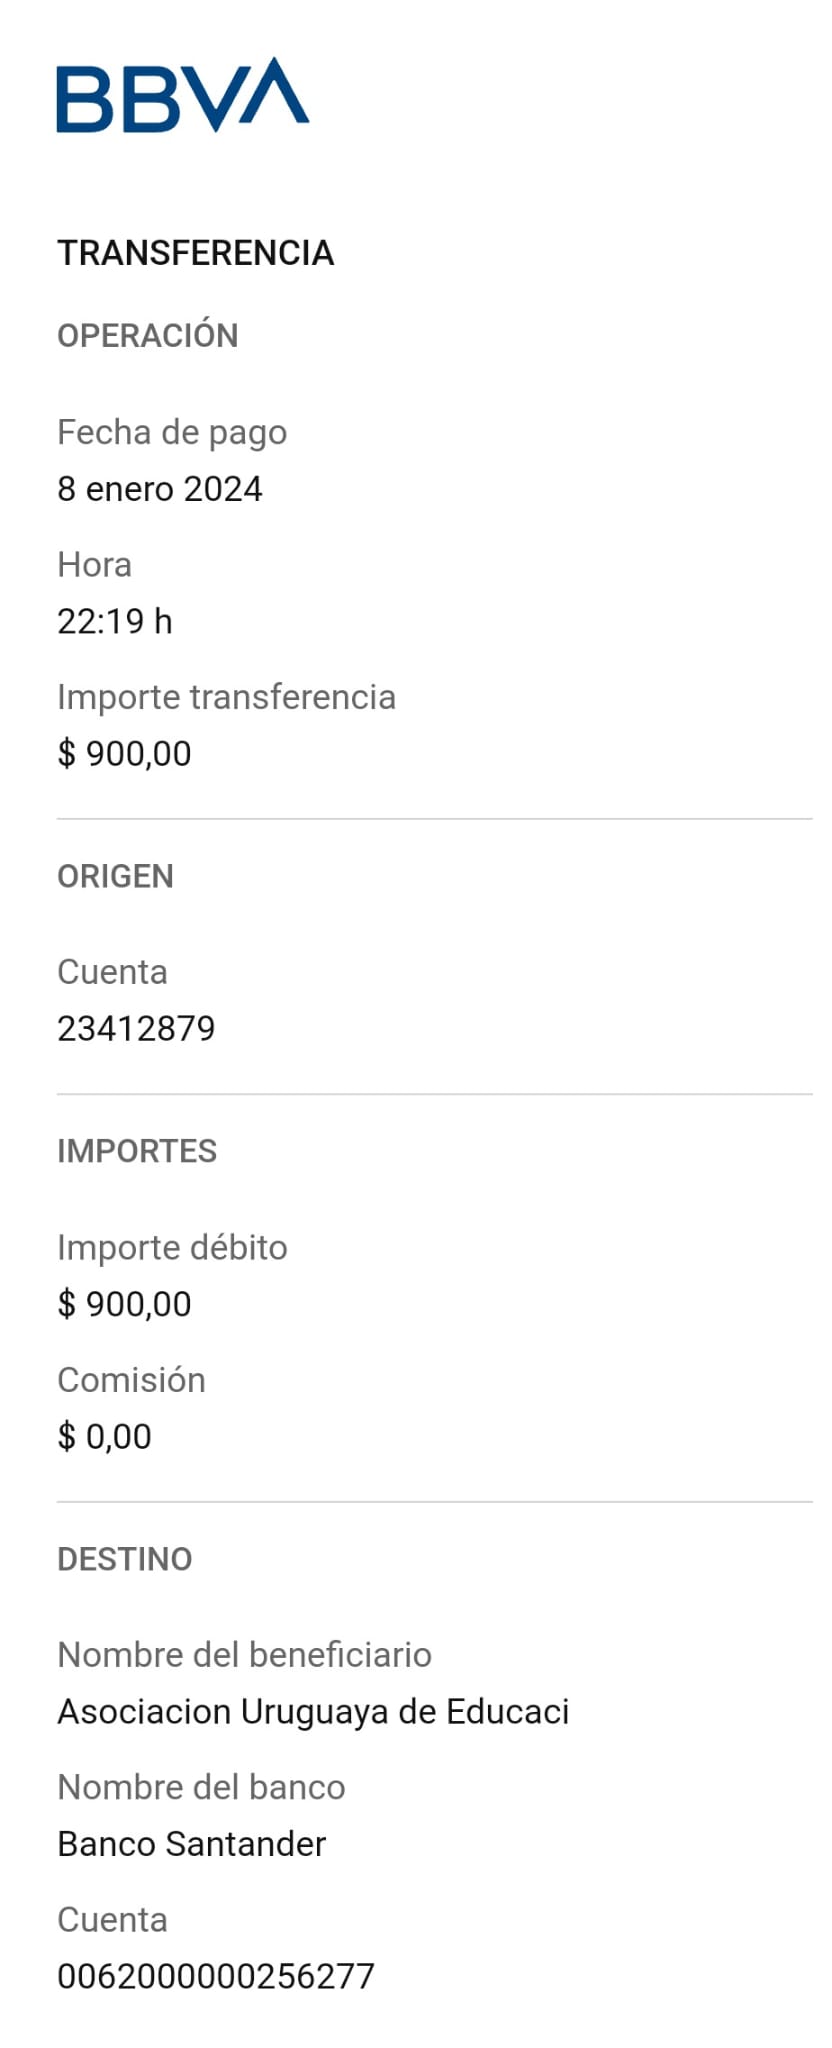 BBVA
TRANSFERENCIA
OPERACIÓN
Fecha de pago
8 enero 2024
Hora
22:19 h
Importe transferencia
$ 900,00
ORIGEN
Cuenta
23412879
IMPORTES
Importe débito
$ 900,00
Comisión
$ 0,00
DESTINO
Nombre del beneficiario
Asociacion Uruguaya de Educaci
Nombre del banco
Banco Santander
Cuenta
0062000000256277